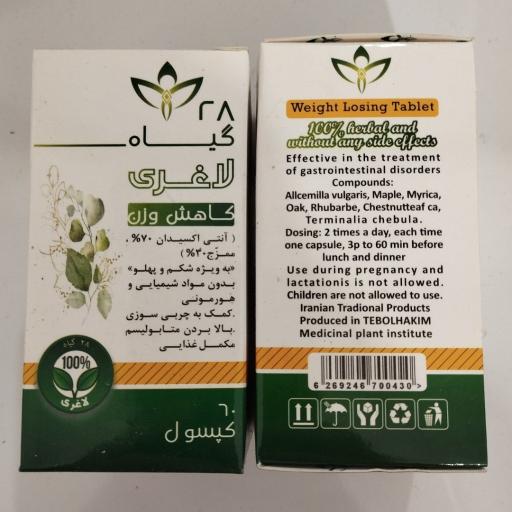 ۲۸
گیاه
لاغری
کاهش وزن
( آنتی اکسیدان ۷۰% ،
ممزج ۳۰% )
«به ویژه شکم و پهلو»
بدون مواد شیمیایی و
هورمونی
.کمک به چربی سوزی
.بالا بردن متابولیسم
مکمل غذایی
۲۸ گیاه
100%
لاغری
۶۰
کپسول
Weight Losing Tablet
100% herbal and
without any side effects
Effective in the treatment
of gastrointestinal disorders
Compounds:
Allcemilla vulgaris, Maple, Myrica,
Oak, Rhubarbe, Chestnutteaf ca,
Terminalia chebula.
Dosing: 2 times a day, each time
one capsule, 3p to 60 min before
lunch and dinner
Use during pregnancy and
lactationis is not allowed.
Children are not allowed to use.
Iranian Tradional Products
Produced in TEBOLHAKIM
Medicinal plant institute
6 269246 700430 >